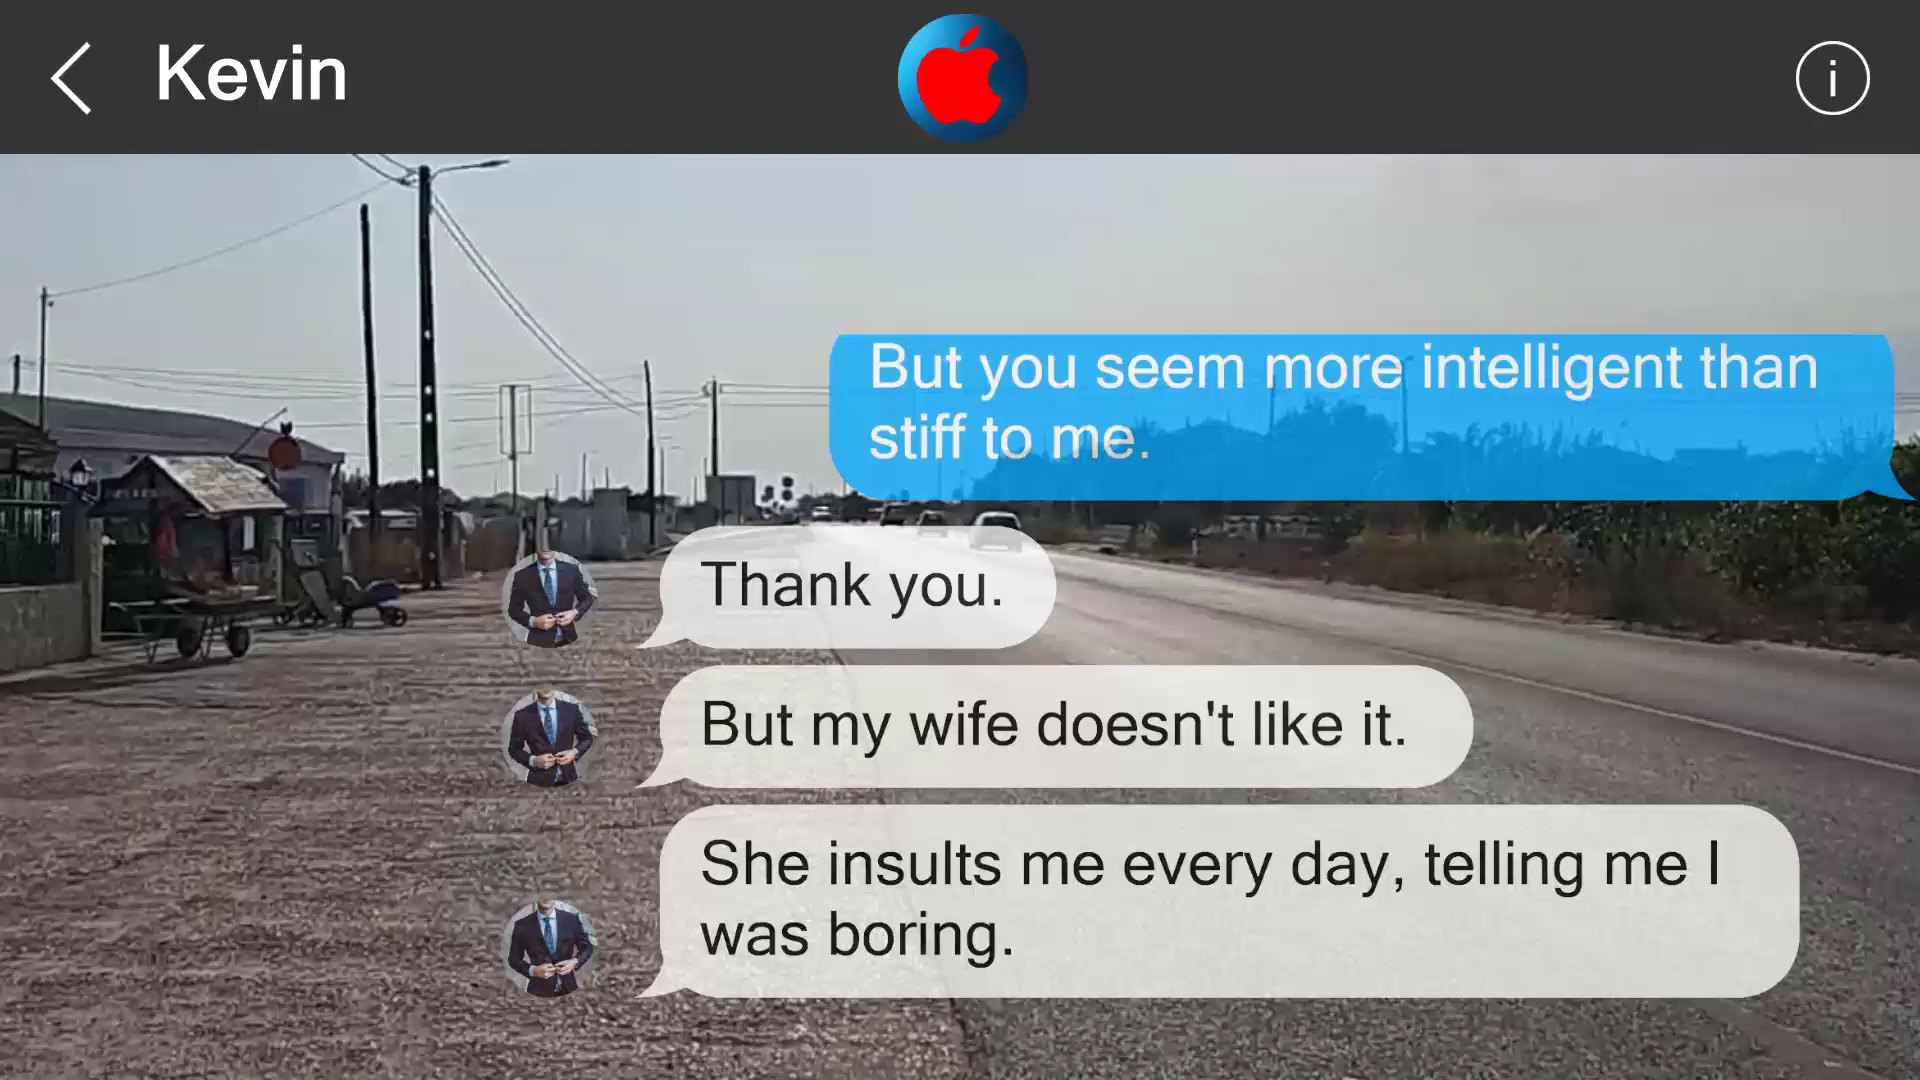 Kevin
i
But you seem more intelligent than
stiff to me.
Thank you.
But my wife doesn't like it.
She insults me every day, telling me I
was boring.